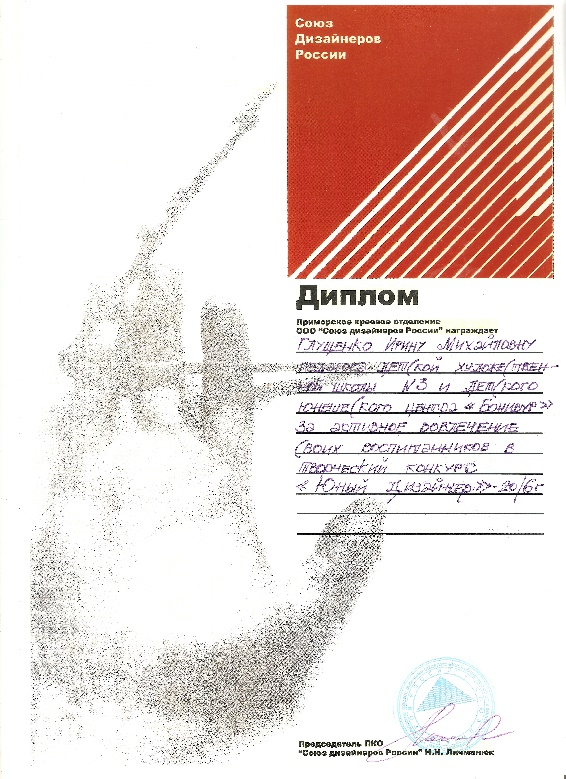 Союз
Дизайнеров
России
Диплом
Приморское краевое отделение
ООО "Союз дизайнеров России" награждает
Глущенко Ирину Михайловну
педагога детской художествен-
ной школы №3 и детского
юношеского центра «Бонивур»
За активное вовлечение
своих воспитанников в
творческий конкурс
«Юный Дизайнер» - 2016г
Председатель ПКО
"Союз дизайнеров России" Н.Н. Личманюк